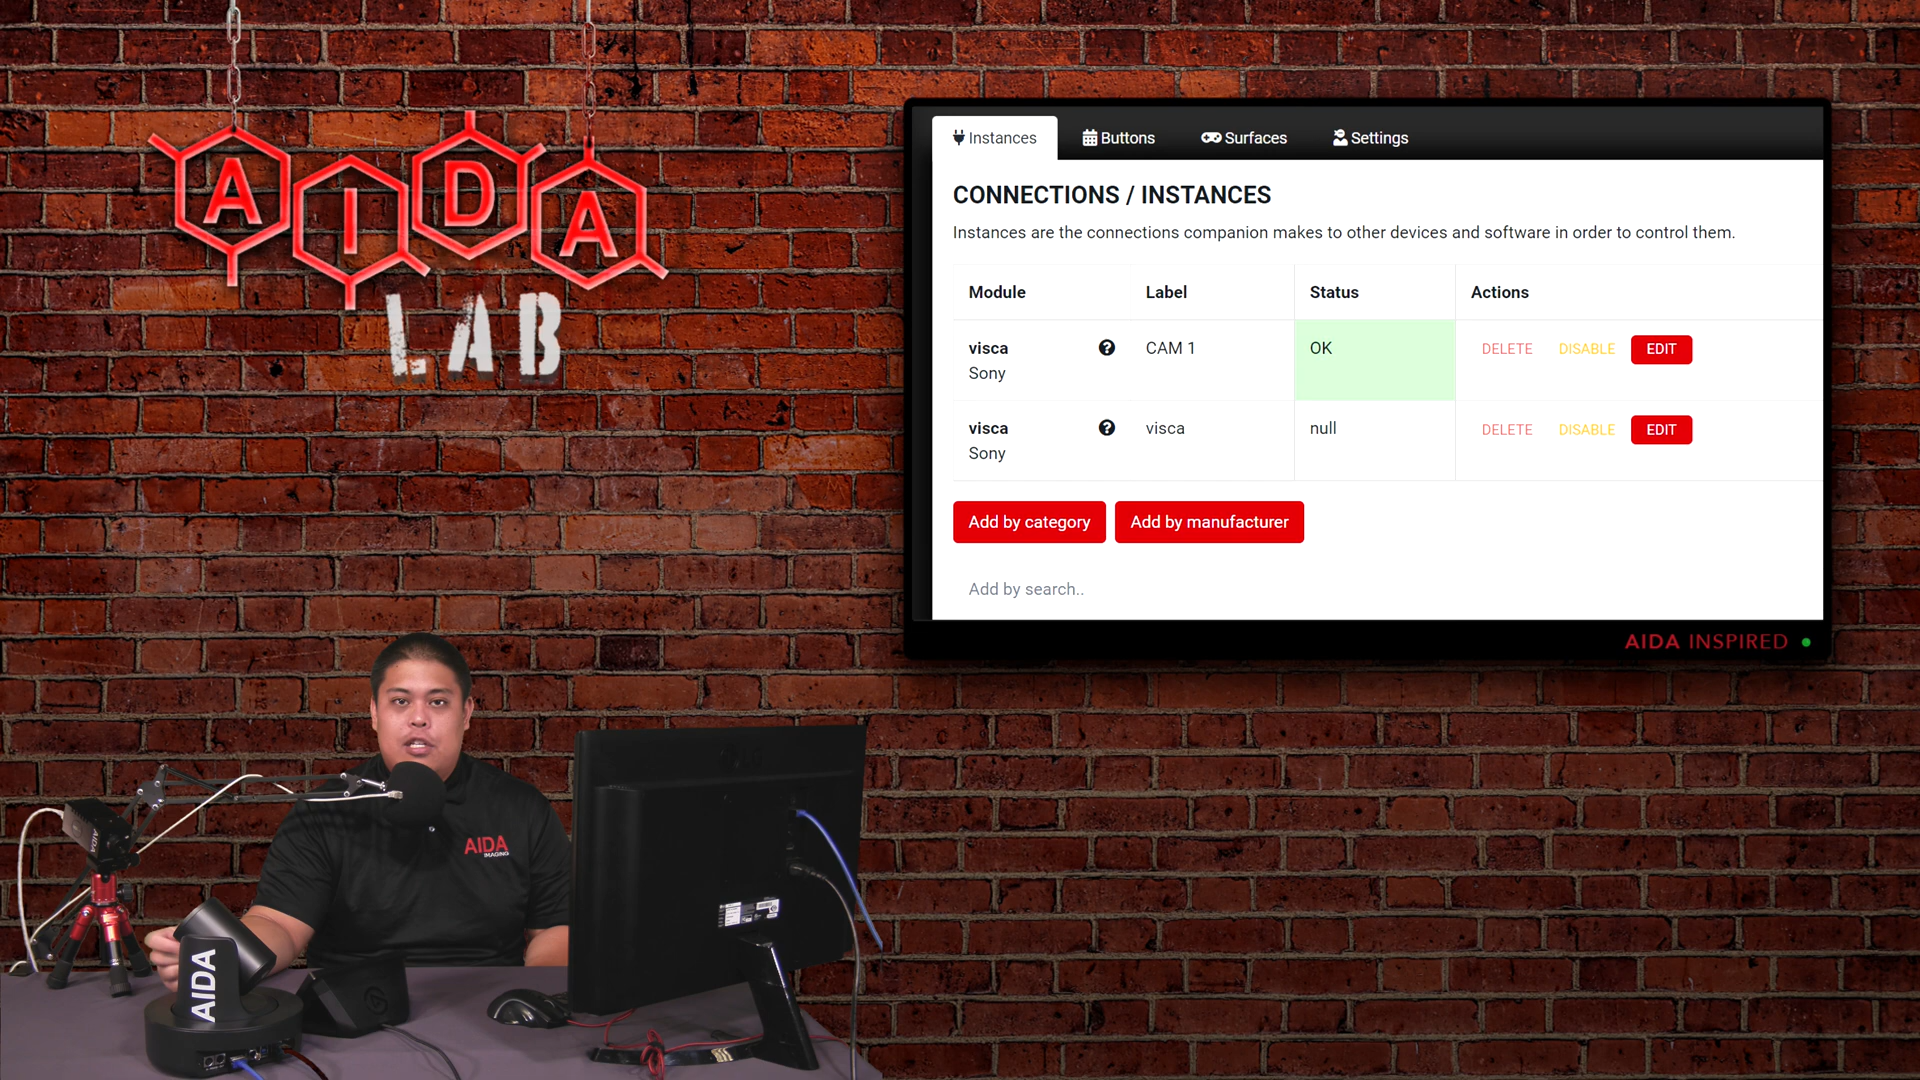 AIDA
LAB
Instances
Buttons
Surfaces
Settings
CONNECTIONS / INSTANCES
Instances are the connections companion makes to other devices and software in order to control them.
Module
Label
Status
Actions
visca
Sony
CAM 1
OK
DELETE
DISABLE
EDIT
visca
Sony
visca
null
DELETE
DISABLE
EDIT
Add by category
Add by manufacturer
Add by search..
AIDA INSPIRED
AIDA
IMAGING
AIDA
AIDA